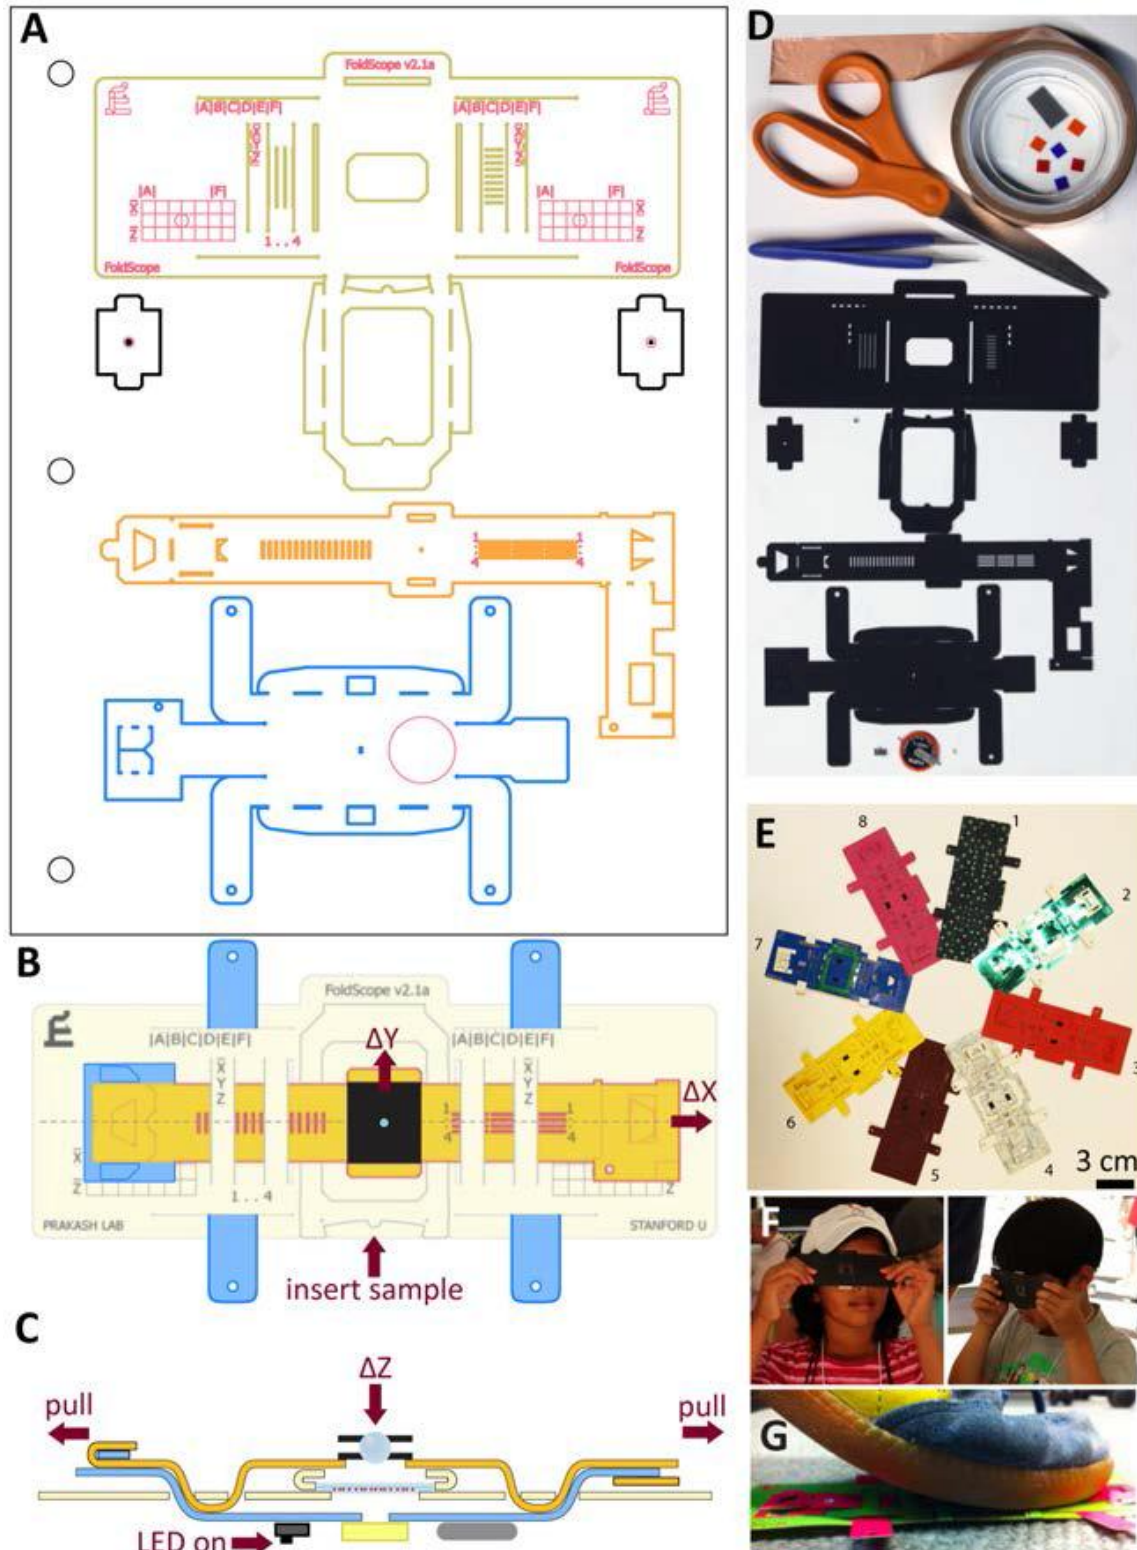 A
FoldScope v2.1a
|A|B|C|D|E|F|
|A|B|C|D|E|F|
|X|Y|Z|
|X|Y|Z|
|A| |F|
|A| |F|
|X|
Z|
|X|
Z|
1 . . 4
FoldScope
FoldScope
1
4
1
4
B
FoldScope v2.1a
|A|B|C|D|E|F|
|A|B|C|D|E|F|
ΔY
X
Y
Z
X
Y
Z
ΔX
1
4
1
4
X|
Z|
Z
1 . . 4
PRAKASH LAB
STANFORD U
insert sample
C
ΔZ
pull
pull
LED on
D
E
1
2
3
4
5
6
7
8
3 cm
F
G